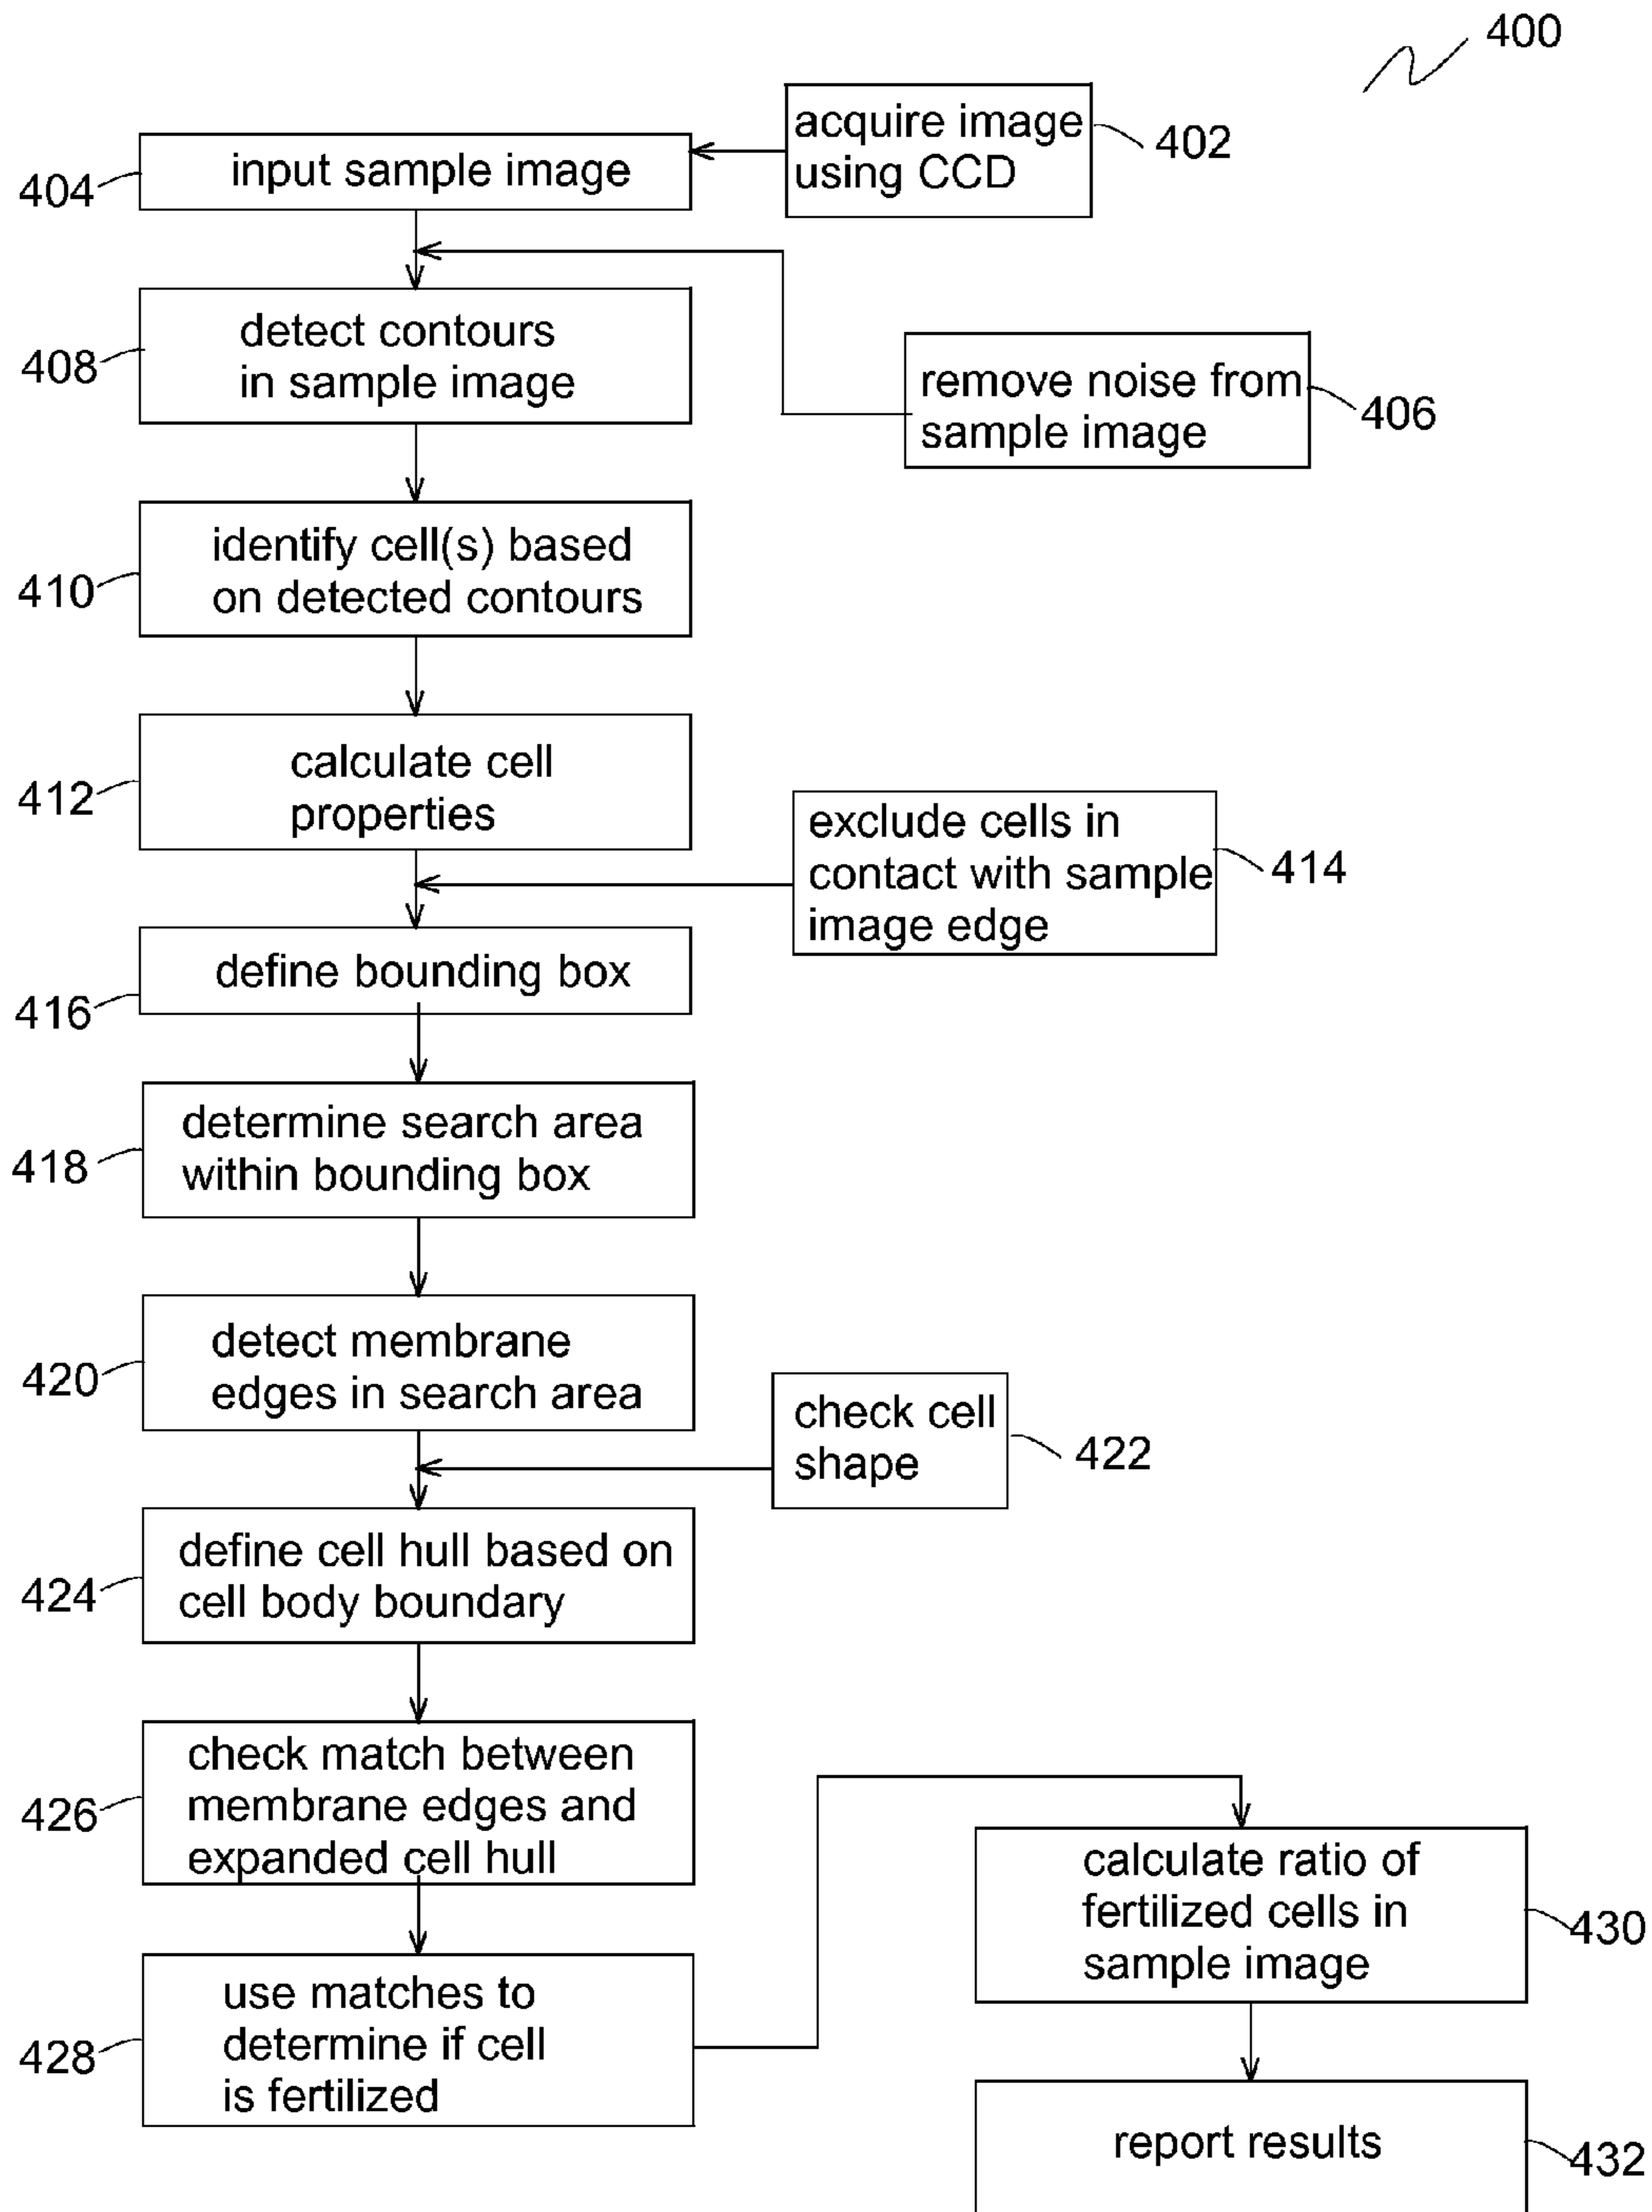 400
acquire image
using CCD
402
input sample image
404
detect contours
in sample image
408
remove noise from
sample image
406
identify cell(s) based
on detected contours
410
calculate cell
properties
412
exclude cells in
contact with sample
image edge
414
define bounding box
416
determine search area
within bounding box
418
detect membrane
edges in search area
420
check cell
shape
422
define cell hull based on
cell body boundary
424
check match between
membrane edges and
expanded cell hull
426
use matches to
determine if cell
is fertilized
428
calculate ratio of
fertilized cells in
sample image
430
report results
432